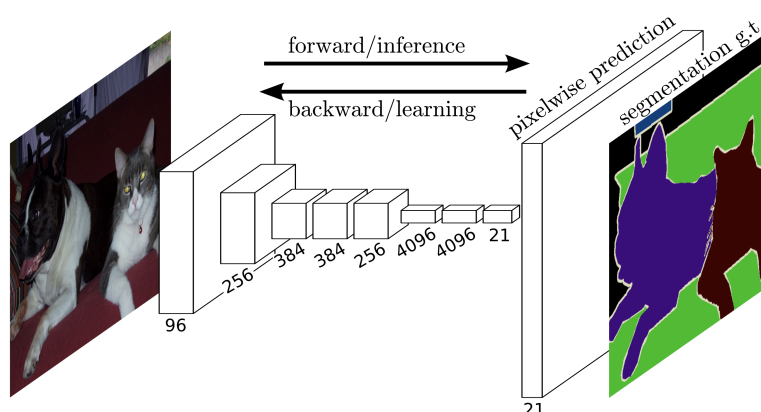 forward/inference
backward/learning
pixelwise prediction
segmentation g.t.
96
256
384
384
256
4096
4096
21
21